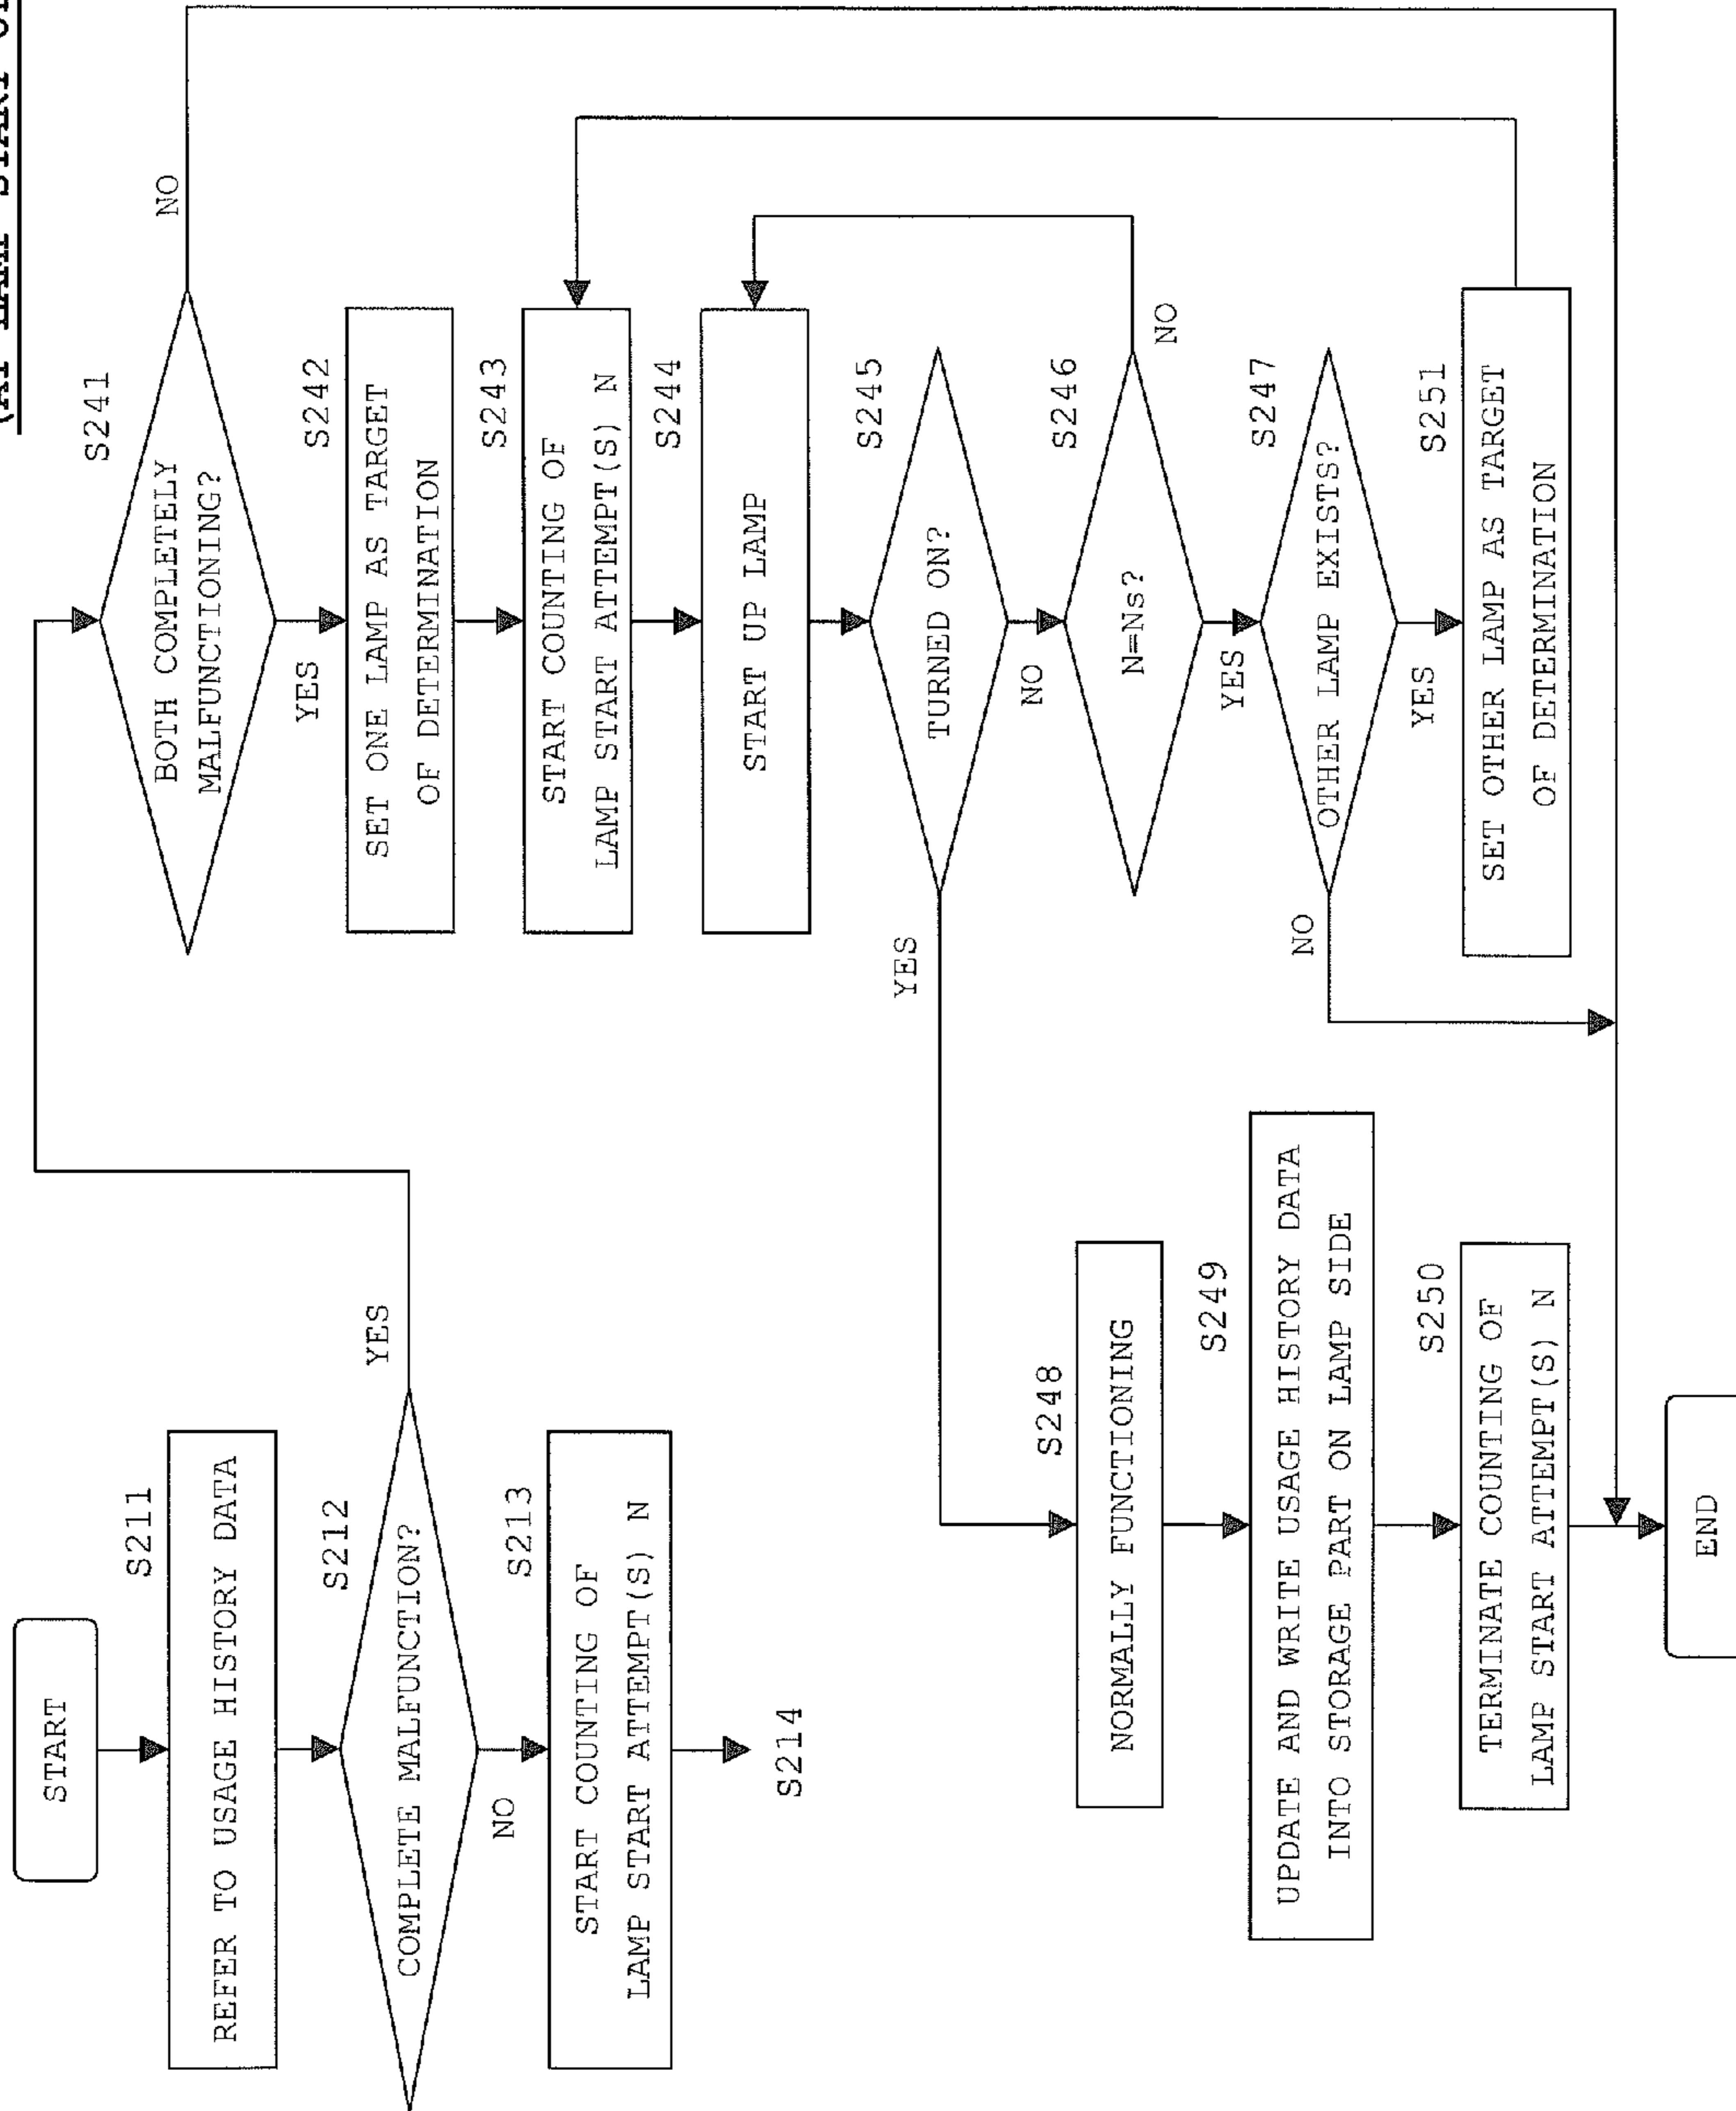 START
S211
REFER TO USAGE HISTORY DATA
S212
COMPLETE MALFUNCTION?
YES
NO
S213
START COUNTING OF
LAMP START ATTEMPT(S) N
S214
S241
BOTH COMPLETELY
MALFUNCTIONING?
NO
YES
S242
SET ONE LAMP AS TARGET
OF DETERMINATION
S243
START COUNTING OF
LAMP START ATTEMPT(S) N
S244
START UP LAMP
S245
TURNED ON?
YES
NO
S246
N=Ns?
NO
YES
S247
OTHER LAMP EXISTS?
NO
YES
S251
SET OTHER LAMP AS TARGET
OF DETERMINATION
S248
NORMALLY FUNCTIONING
S249
UPDATE AND WRITE USAGE HISTORY DATA
INTO STORAGE PART ON LAMP SIDE
S250
TERMINATE COUNTING OF
LAMP START ATTEMPT(S) N
END